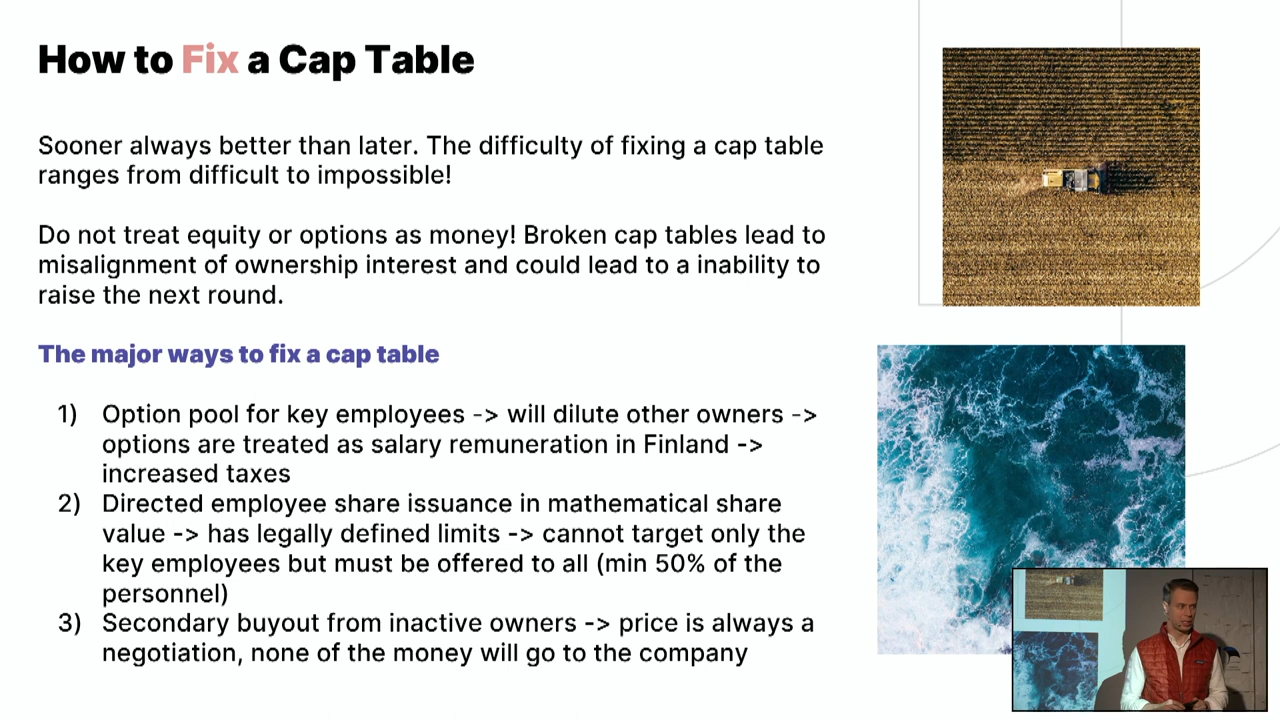 How to Fix a Cap Table
Sooner always better than later. The difficulty of fixing a cap table
ranges from difficult to impossible!
Do not treat equity or options as money! Broken cap tables lead to
misalignment of ownership interest and could lead to a inability to
raise the next round.
The major ways to fix a cap table
1) Option pool for key employees -> will dilute other owners ->
options are treated as salary remuneration in Finland ->
increased taxes
2) Directed employee share issuance in mathematical share
value -> has legally defined limits -> cannot target only the
key employees but must be offered to all (min 50% of the
personnel)
3) Secondary buyout from inactive owners -> price is always a
negotiation, none of the money will go to the company